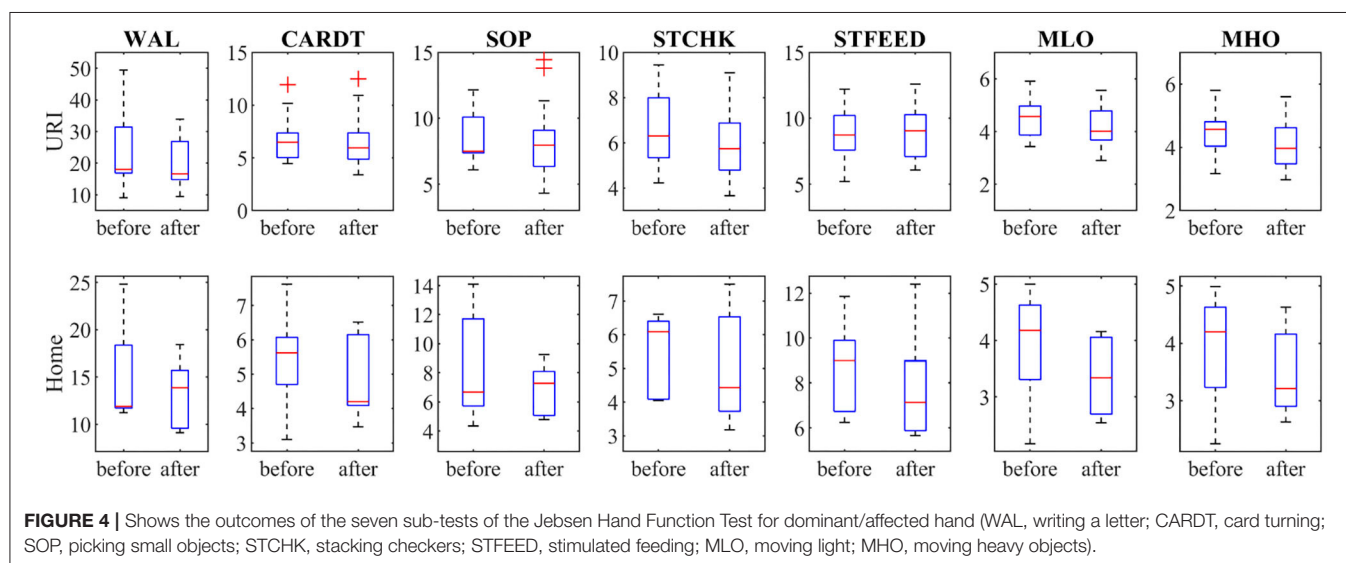 WAL CARDT SOP STCHK STFEED MLO MHO
URI
50 40 30 20 10
15 10 5 0
15 10 5
10 8 6 4
15 10 5
6 4 2
6 4 2
before after before after before after before after before after before after before after
Home
25 20 15 10
7 6 5 4 3
14 12 10 8 6 4
7 6 5 4 3
12 10 8 6
5 4 3
5 4 3
before after before after before after before after before after before after before after
FIGURE 4 | Shows the outcomes of the seven sub-tests of the Jebsen Hand Function Test for dominant/affected hand (WAL, writing a letter; CARDT, card turning;
SOP, picking small objects; STCHK, stacking checkers; STFEED, stimulated feeding; MLO, moving light; MHO, moving heavy objects).